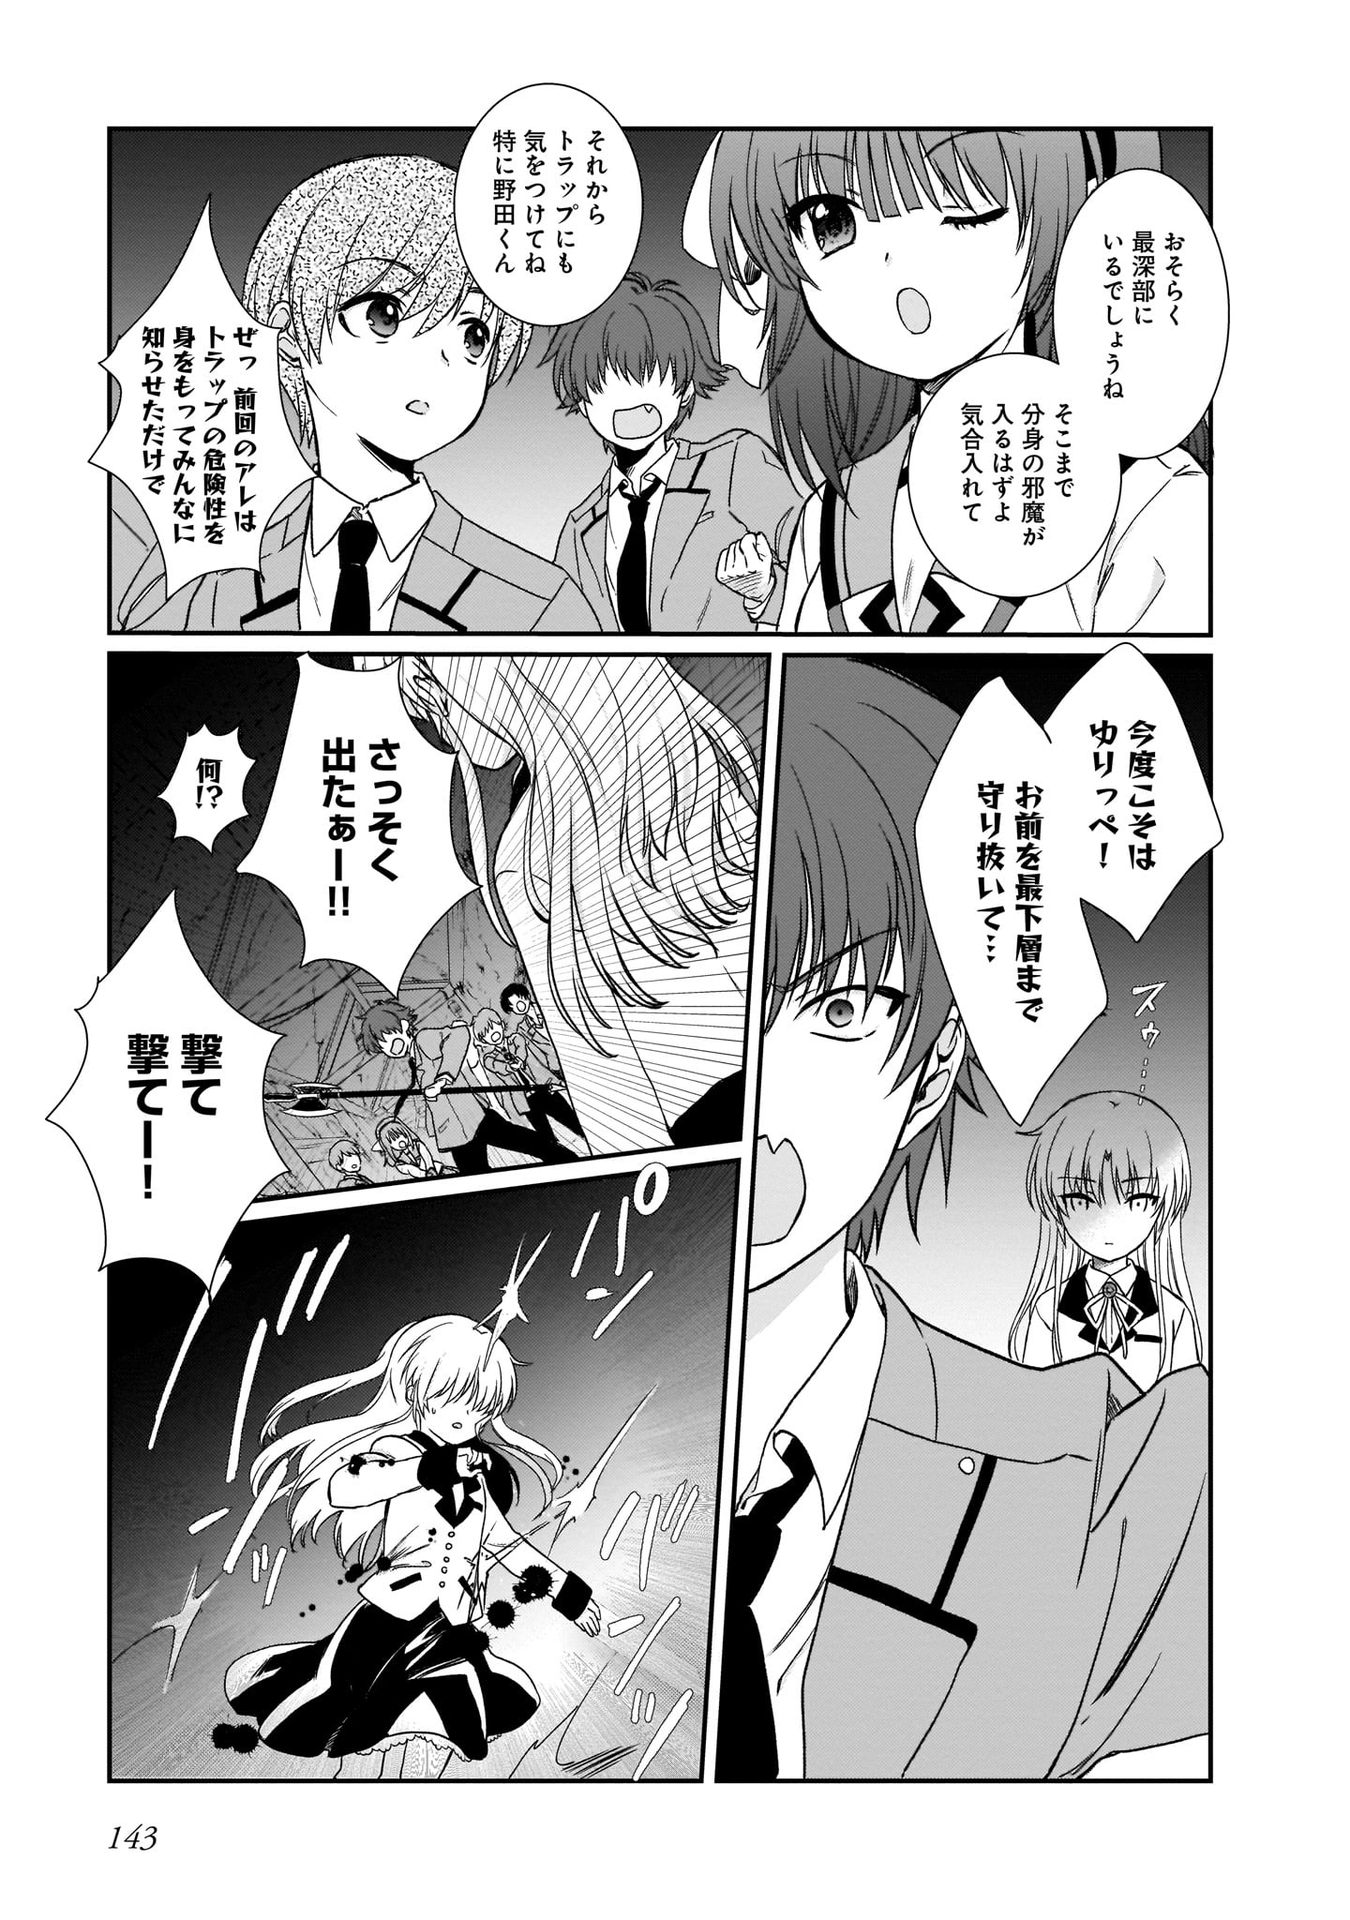 おそらく
最深部に
いるでしょうね
そこまで
分身の邪魔が
入るはずよ
気合入れて
それから
トラップにも
気をつけてね
特に野田くん
ぜっ 前回のアレは
トラップの危険性を
身をもってみんなに
知らせただけで
今度こそは
ゆりっぺ！
お前を最下層まで
守り抜いて…
スゥ……
さっそく
出たぁー!!
何!?
撃て
撃てー！
パン
143